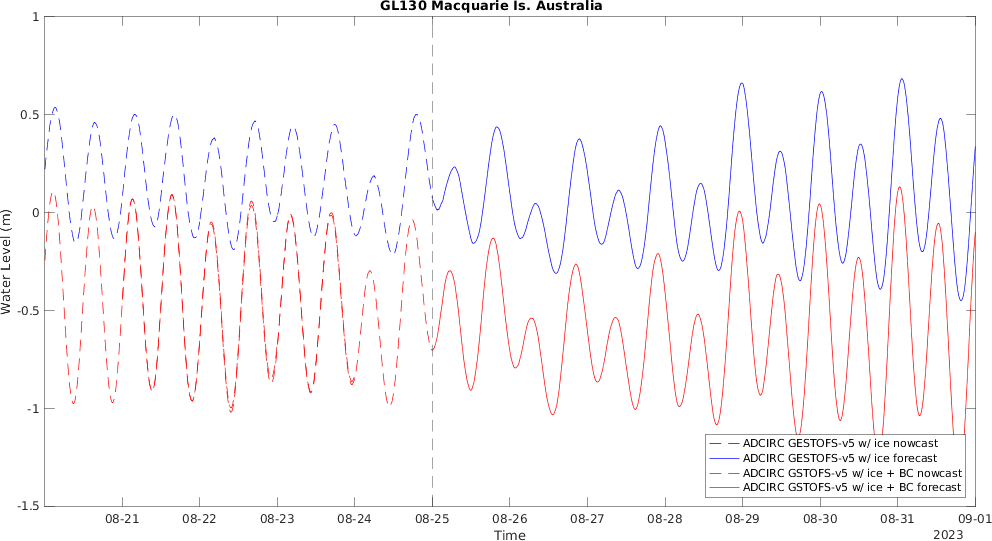 GL130 Macquarie Is. Australia
Water Level (m)
1
0.5
0
-0.5
-1
-1.5
08-21
08-22
08-23
08-24
08-25
08-26
08-27
08-28
08-29
08-30
08-31
09-01
Time
2023
ADCIRC GESTOFS-v5 w/ ice nowcast
ADCIRC GESTOFS-v5 w/ ice forecast
ADCIRC GSTOFS-v5 w/ ice + BC nowcast
ADCIRC GSTOFS-v5 w/ ice + BC forecast